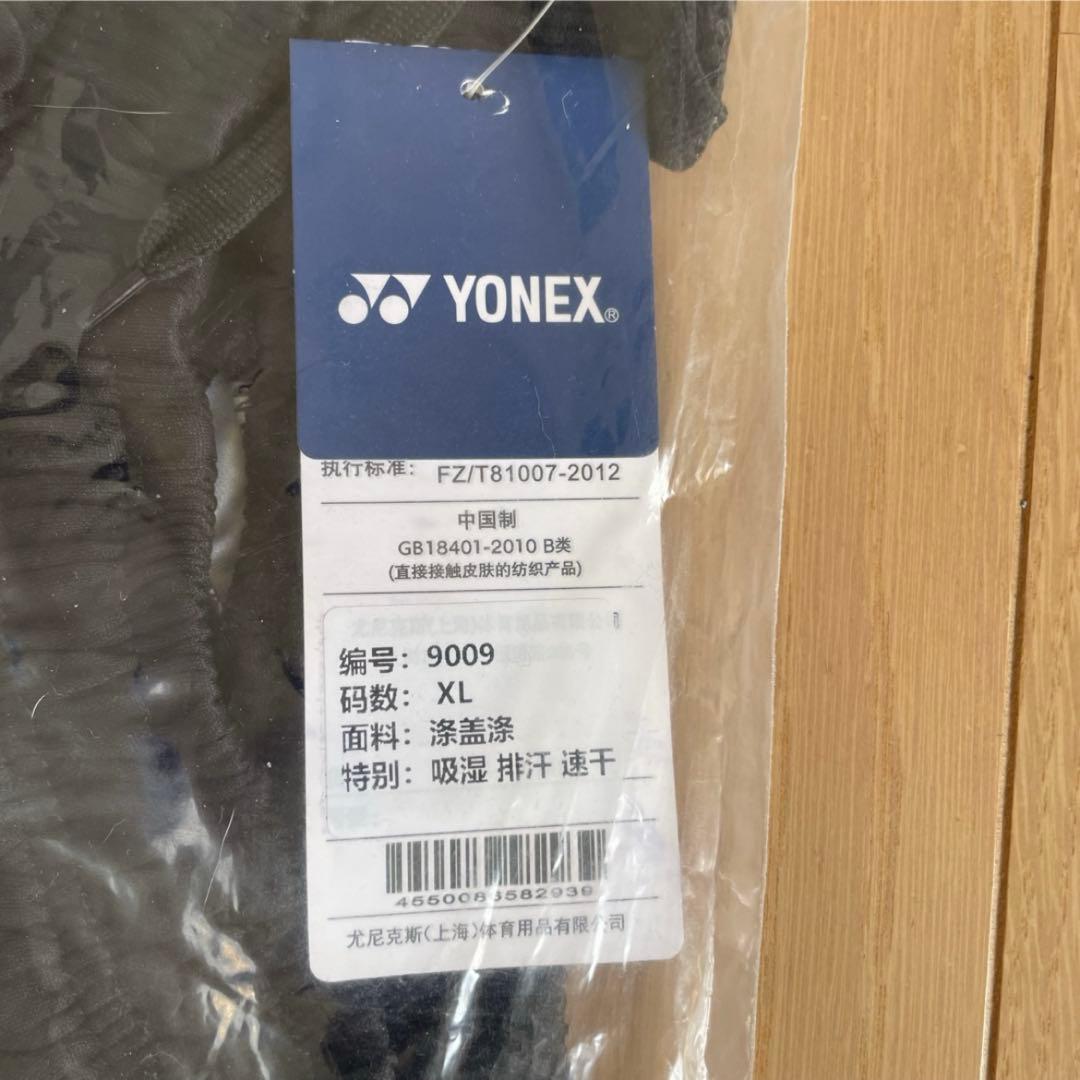 YONEX®
执行标准: FZ/T81007-2012
中国制
GB18401-2010 B类
(直接接触皮肤的纺织产品)
编号: 9009
码数: XL
面料: 涤盖涤
特别: 吸湿 排汗 速干
4550086582939
尤尼克斯(上海)体育用品有限公司